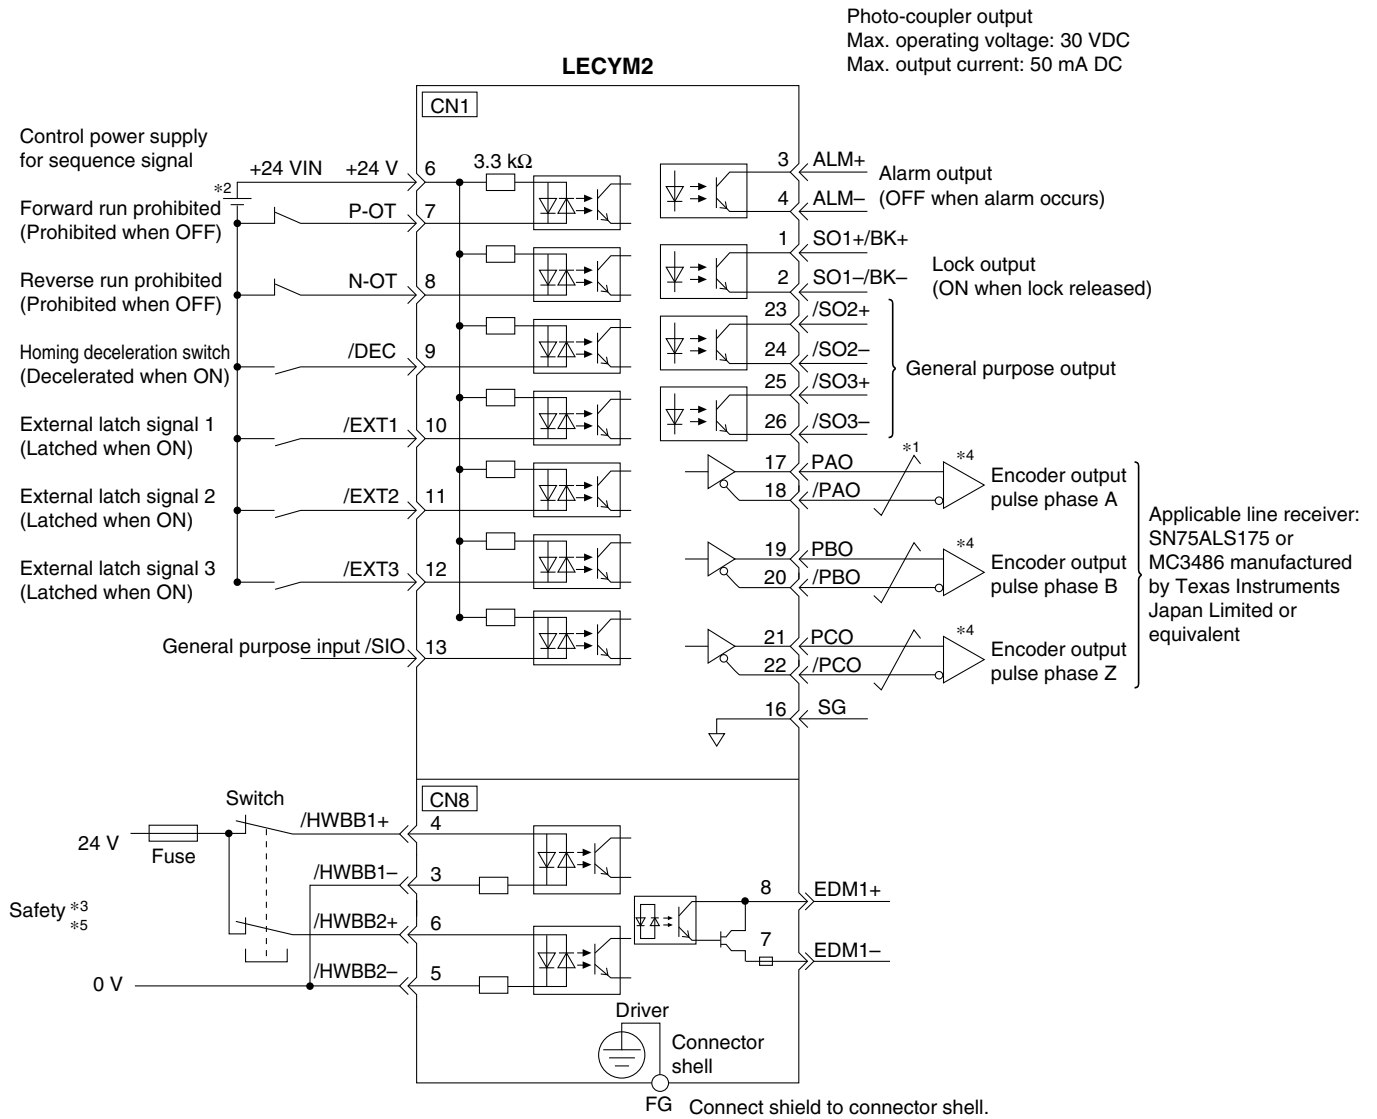 Photo-coupler output
Max. operating voltage: 30 VDC
Max. output current: 50 mA DC
LECYM2
CN1
Control power supply
for sequence signal
+24 VIN
+24 V
6
3.3 kΩ
*2
Forward run prohibited
(Prohibited when OFF)
P-OT
7
Reverse run prohibited
(Prohibited when OFF)
N-OT
8
Homing deceleration switch
(Decelerated when ON)
/DEC
9
External latch signal 1
(Latched when ON)
/EXT1
10
External latch signal 2
(Latched when ON)
/EXT2
11
External latch signal 3
(Latched when ON)
/EXT3
12
General purpose input /SIO
13
3
ALM+
4
ALM–
Alarm output
(OFF when alarm occurs)
1
SO1+/BK+
2
SO1–/BK–
Lock output
(ON when lock released)
23
/SO2+
24
/SO2–
25
/SO3+
26
/SO3–
General purpose output
17
PAO
18
/PAO
*1
*4
Encoder output
pulse phase A
19
PBO
20
/PBO
*4
Encoder output
pulse phase B
21
PCO
22
/PCO
*4
Encoder output
pulse phase Z
Applicable line receiver:
SN75ALS175 or
MC3486 manufactured
by Texas Instruments
Japan Limited or
equivalent
16
SG
CN8
Switch
24 V
Fuse
/HWBB1+
4
/HWBB1–
3
Safety *3
*5
/HWBB2+
6
/HWBB2–
5
0 V
8
EDM1+
7
EDM1–
Driver
Connector
shell
FG
Connect shield to connector shell.